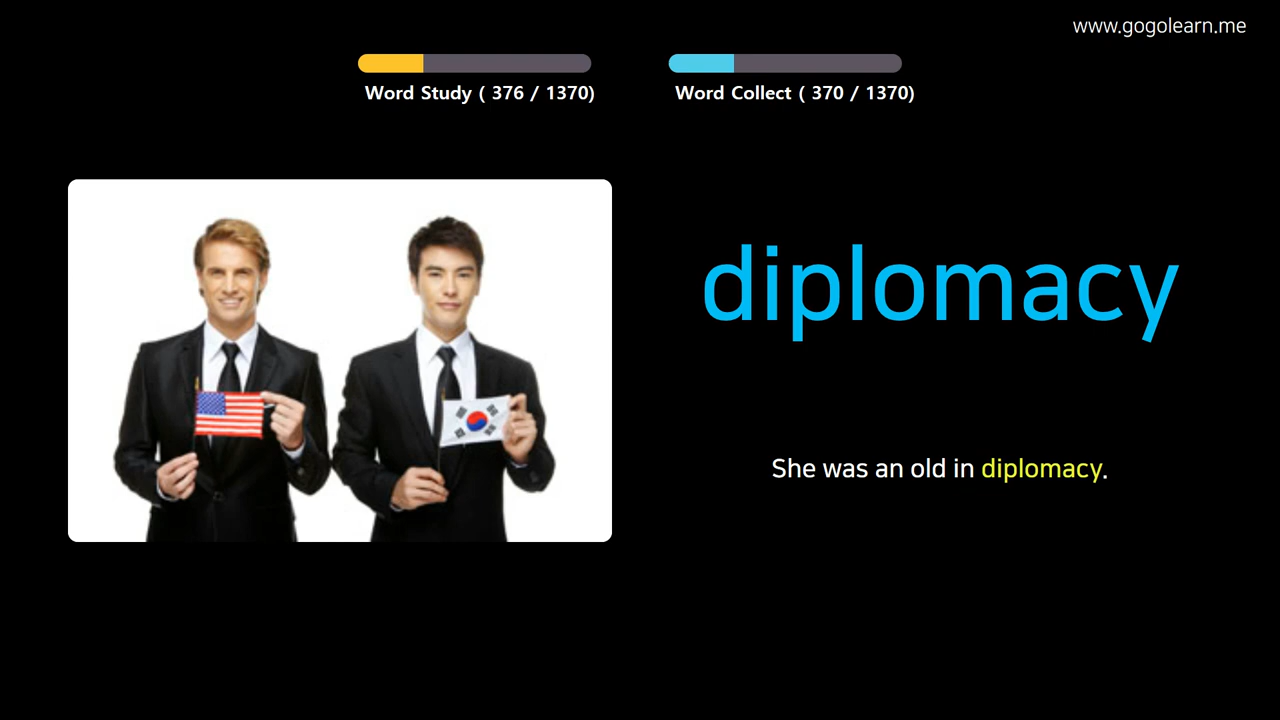 www.gogolearn.me
Word Study ( 376 / 1370)
Word Collect ( 370 / 1370)
diplomacy
She was an old in diplomacy.